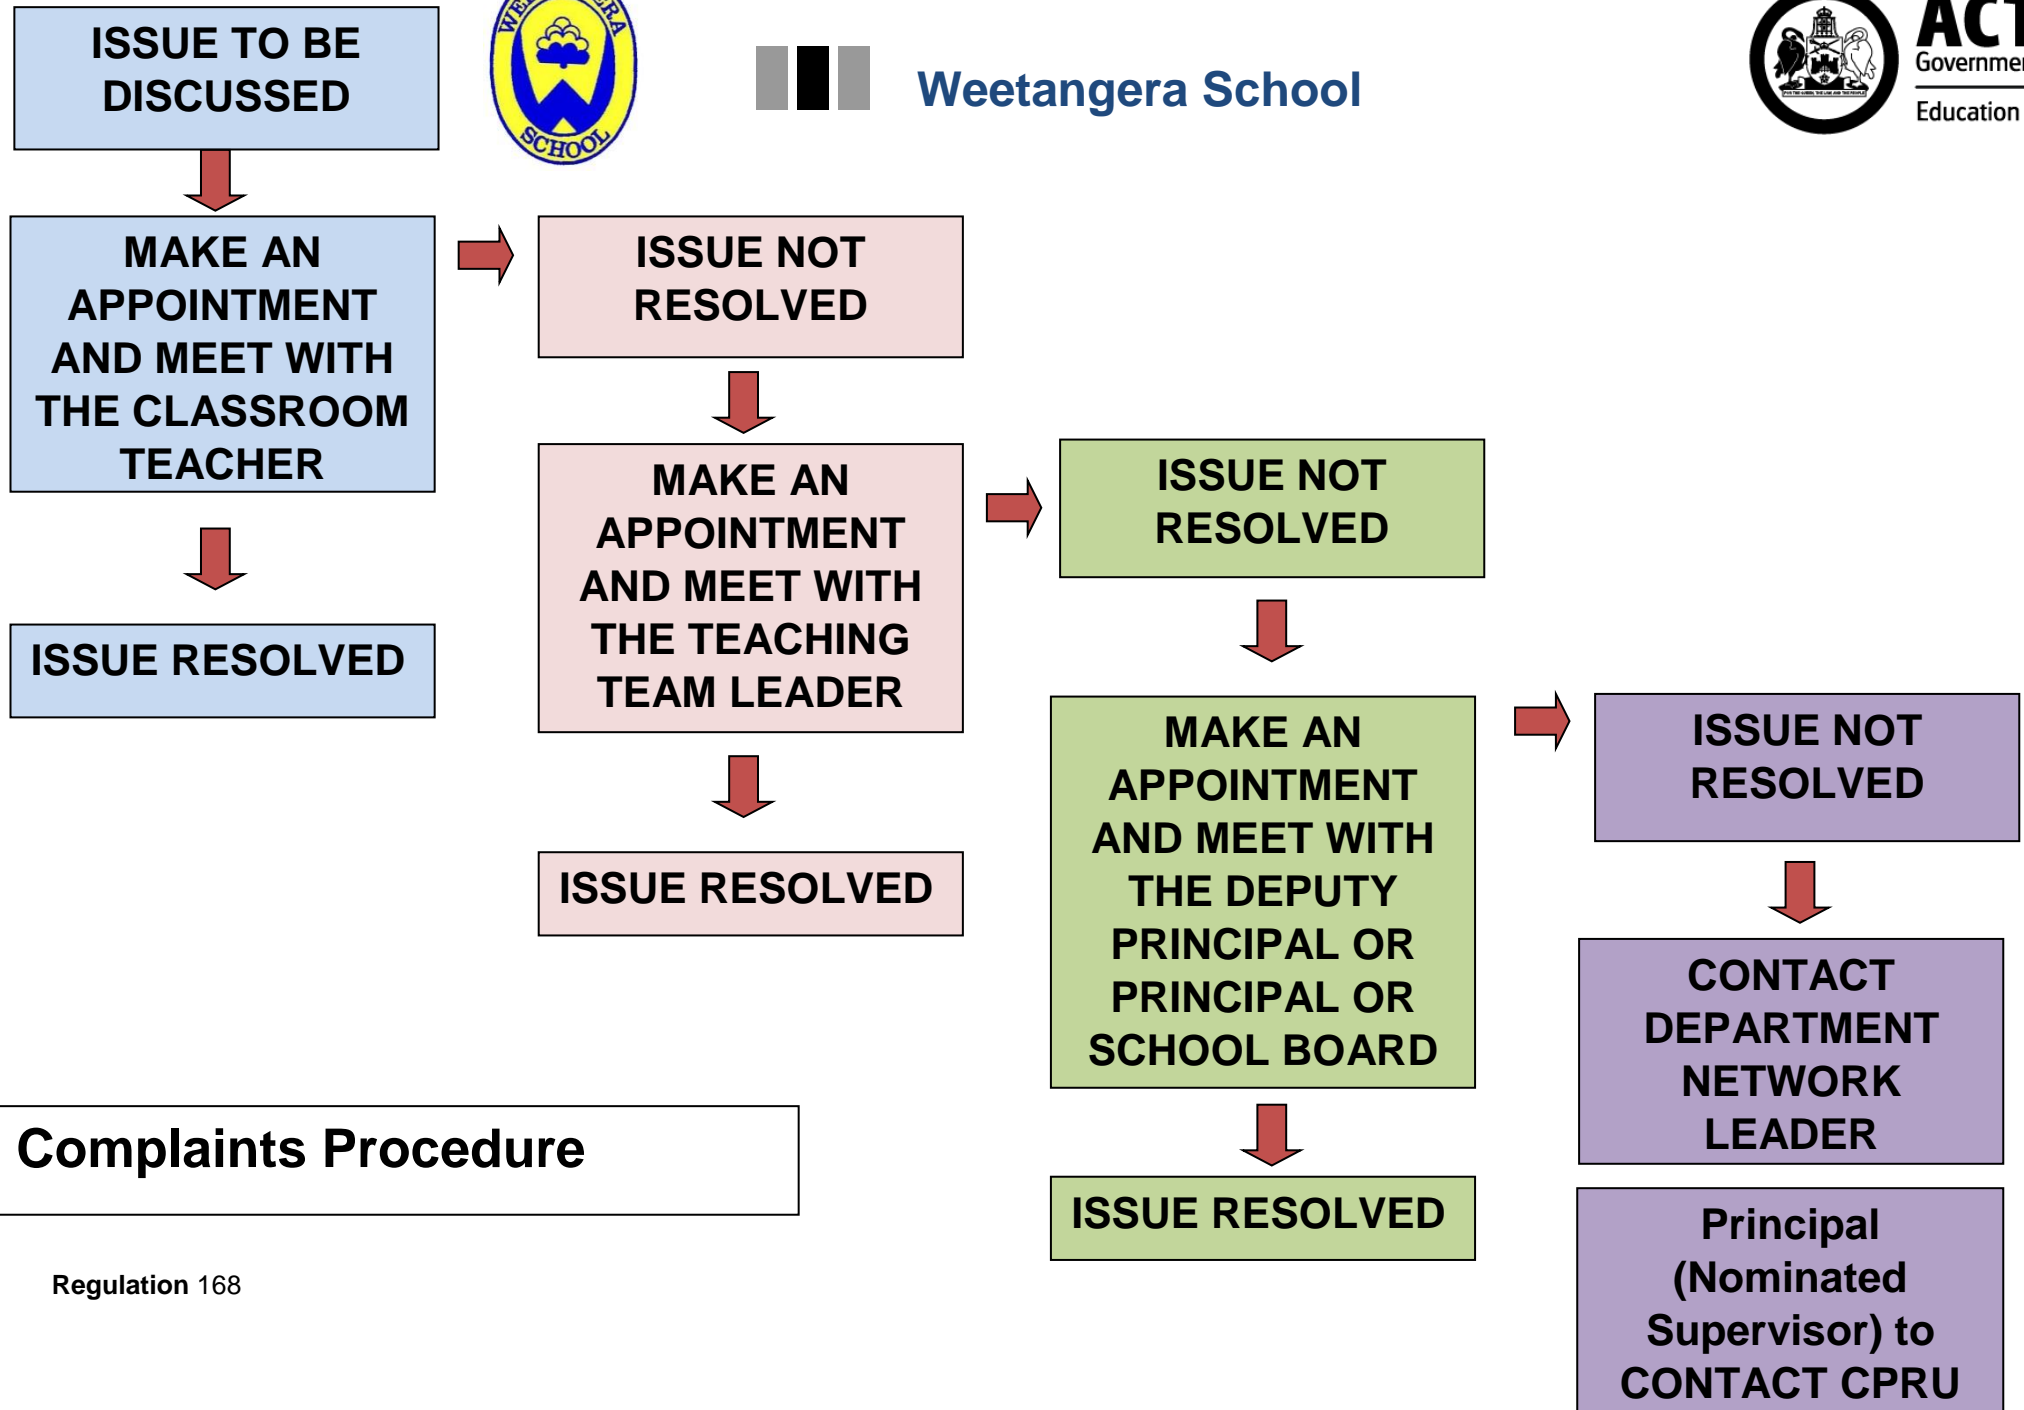 ISSUE TO BE
DISCUSSED
SCHOOL
Weetangera School
ACT
Government
Education
MAKE AN
APPOINTMENT
AND MEET WITH
THE CLASSROOM
TEACHER
ISSUE RESOLVED
ISSUE NOT
RESOLVED
MAKE AN
APPOINTMENT
AND MEET WITH
THE TEACHING
TEAM LEADER
ISSUE RESOLVED
ISSUE NOT
RESOLVED
MAKE AN
APPOINTMENT
AND MEET WITH
THE DEPUTY
PRINCIPAL OR
PRINCIPAL OR
SCHOOL BOARD
ISSUE RESOLVED
ISSUE NOT
RESOLVED
CONTACT
DEPARTMENT
NETWORK
LEADER
Principal
(Nominated
Supervisor) to
CONTACT CPRU
Complaints Procedure
Regulation 168